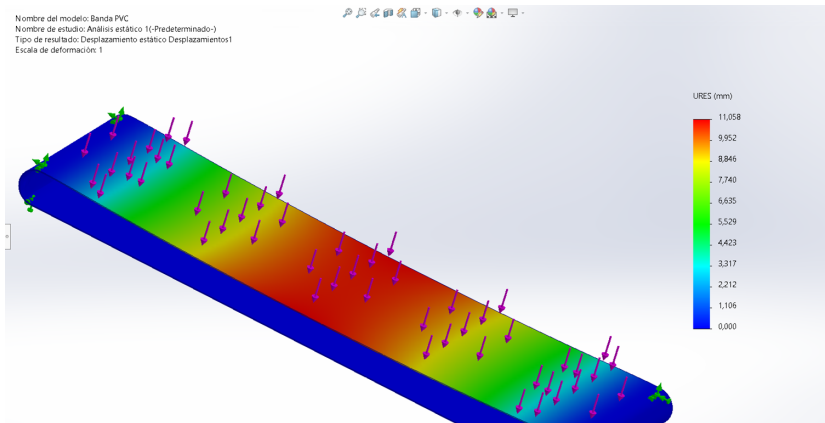 Nombre del modelo: Banda PVC
Nombre de estudio: Análisis estático 1(-Predeterminado-)
Tipo de resultado: Desplazamiento estático Desplazamientos1
Escala de deformación: 1
URES (mm)
11,058
9,952
8,846
7,740
6,635
5,529
4,423
3,317
2,212
1,106
0,000